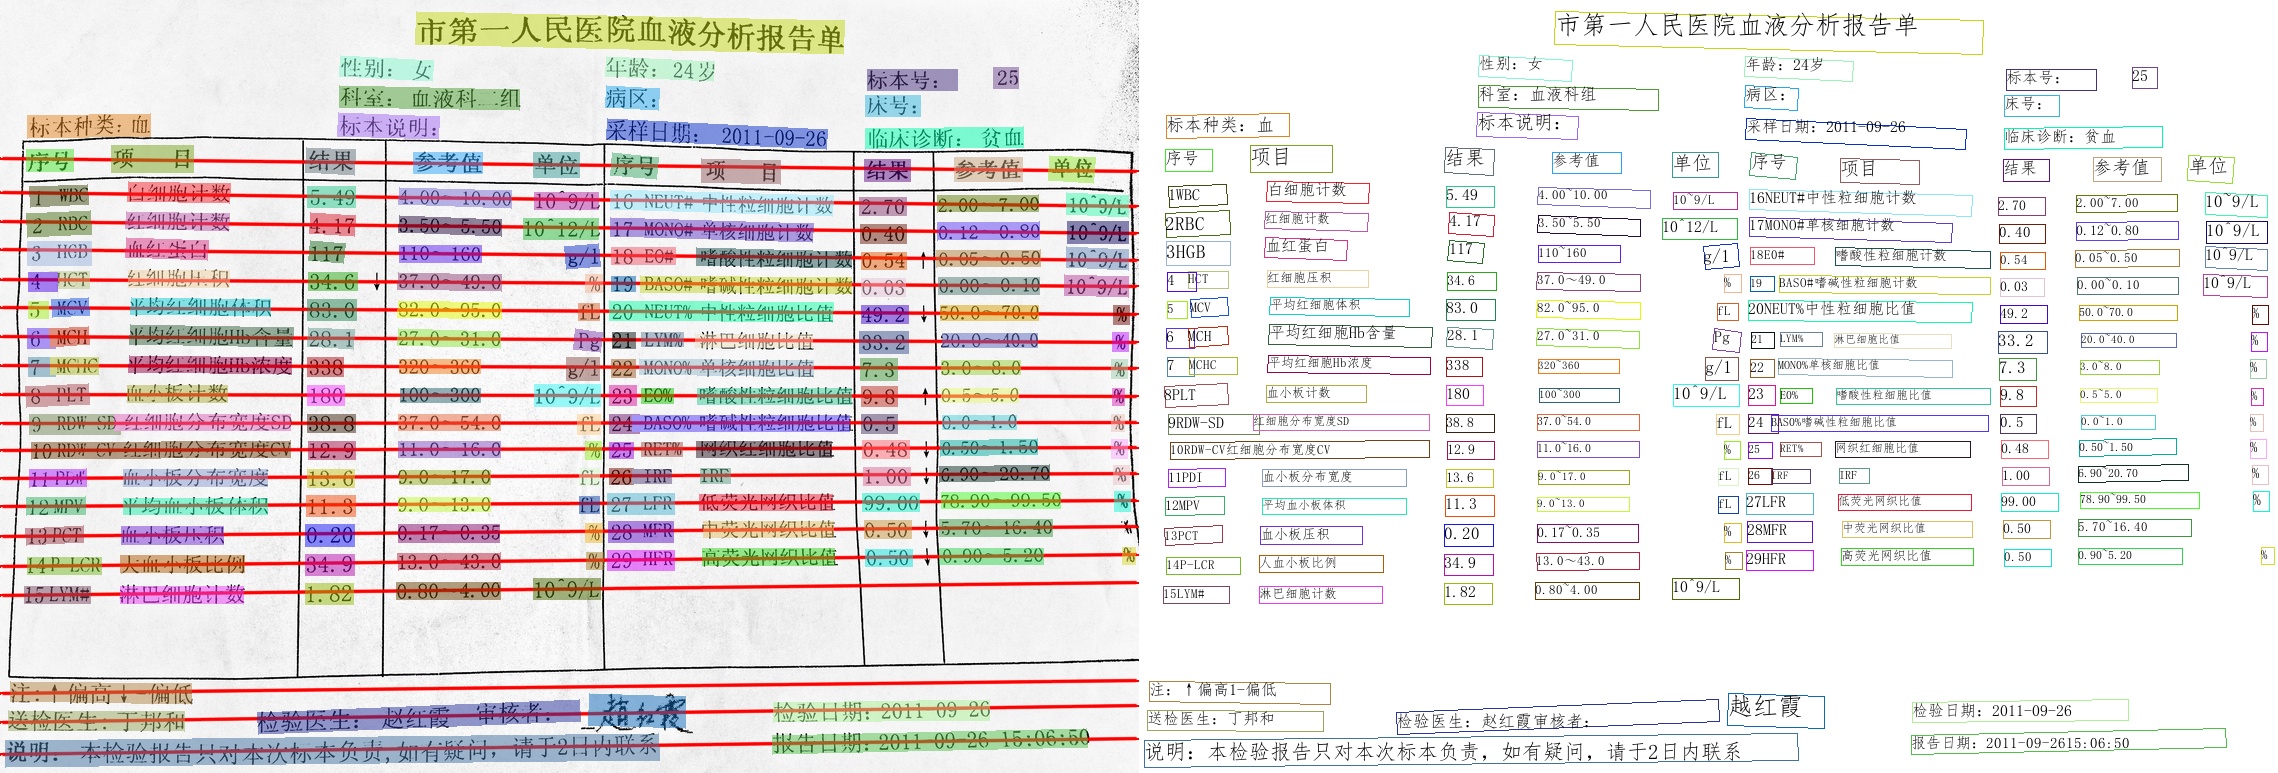 市第一人民医院血液分析报告单
性别: 女 年龄: 24岁 标本号: 25
科室: 血液科二组 病区: 床号:
标本种类: 血 标本说明: 采样日期: 2011-09-26 临床诊断: 贫血
序号 项目 结果 参考值 单位 序号 项目 结果 参考值 单位
1 WBC 白细胞计数 5.49 4.00~10.00 10^9/L 16 NEUT# 中性粒细胞计数 2.70 2.00~7.00 10^9/L
2 RBC 红细胞计数 4.17 3.50~5.50 10^12/L 17 MONO# 单核细胞计数 0.40 0.12~0.80 10^9/L
3 HGB 血红蛋白 117 110~160 g/l 18 EO# 嗜酸性粒细胞计数 0.54 ↑ 0.05~0.50 10^9/L
4 HCT 红细胞压积 34.6 ↓ 37.0~49.0 % 19 BASO# 嗜碱性粒细胞计数 0.03 0.00~0.10 10^9/L
5 MCV 平均红细胞体积 83.0 82.0~95.0 fL 20 NEUT% 中性粒细胞比值 49.2 ↓ 50.0~70.0 %
6 MCH 平均红细胞Hb含量 28.1 27.0~31.0 Pg 21 LYM% 淋巴细胞比值 33.2 20.0~40.0 %
7 MCHC 平均红细胞Hb浓度 338 320~360 g/l 22 MONO% 单核细胞比值 7.3 3.0~8.0 %
8 PLT 血小板计数 180 100~300 10^9/L 23 EO% 嗜酸性粒细胞比值 9.8 ↑ 0.5~5.0 %
9 RDW-SD 红细胞分布宽度SD 38.8 37.0~54.0 fL 24 BASO% 嗜碱性粒细胞比值 0.5 0.0~1.0 %
10 RDW-CV 红细胞分布宽度CV 12.9 11.0~16.0 % 25 RET% 网织红细胞比值 0.48 ↓ 0.50~1.50 %
11 PDW 血小板分布宽度 13.6 9.0~17.0 fL 26 IRF IRF 1.00 ↓ 6.90~20.70 %
12 MPV 平均血小板体积 11.3 9.0~13.0 fL 27 LFR 低荧光网织比值 99.00 78.90~99.50 %
13 PCT 血小板压积 0.20 0.17~0.35 % 28 MFR 中荧光网织比值 0.50 ↓ 5.70~16.40 %
14 P-LCR 大血小板比例 34.9 13.0~43.0 % 29 HFR 高荧光网织比值 0.50 ↓ 0.90~5.20 %
15 LYM# 淋巴细胞计数 1.82 0.80~4.00 10^9/L
注: ↑偏高↓-偏低
送检医生: 丁邦和 检验医生: 赵红霞 审核者: 赵红霞 检验日期: 2011-09-26
说明: 本检验报告只对本次标本负责,如有疑问, 请于2日内联系 报告日期: 2011-09-26 15:06:50
市第一人民医院血液分析报告单
性别: 女 年龄: 24岁 标本号: 25
科室: 血液科组 病区: 床号:
标本种类: 血 标本说明: 采样日期: 2011-09-26 临床诊断: 贫血
序号 项目 结果 参考值 单位 序号 项目 结果 参考值 单位
1WBC 白细胞计数 5.49 4.00~10.00 10~9/L 16NEUT#中性粒细胞计数 2.70 2.00~7.00 10~9/L
2RBC 红细胞计数 4.17 3.50~5.50 10^12/L 17MONO#单核细胞计数 0.40 0.12~0.80 10^9/L
3HGB 血红蛋白 117 110~160 g/1 18E0# 嗜酸性粒细胞计数 0.54 0.05~0.50 10^9/L
4 HCT 红细胞压积 34.6 37.0~49.0 % 19 BASO#嗜碱性粒细胞计数 0.03 0.00~0.10 10~9/L
5 MCV 平均红细胞体积 83.0 82.0~95.0 fL 20NEUT%中性粒细胞比值 49.2 50.0~70.0 %
6 MCH 平均红细胞Hb含量 28.1 27.0~31.0 Pg 21 LYM% 淋巴细胞比值 33.2 20.0~40.0 %
7 MCHC 平均红细胞Hb浓度 338 320~360 g/1 22 MONO%单核细胞比值 7.3 3.0~8.0 %
8PLT 血小板计数 180 100~300 10^9/L 23 E0% 嗜酸性粒细胞比值 9.8 0.5~5.0 %
9RDW-SD 红细胞分布宽度SD 38.8 37.0~54.0 fL 24 BASO%嗜碱性粒细胞比值 0.5 0.0~1.0 %
10RDW-CV红细胞分布宽度CV 12.9 11.0~16.0 % 25 RET% 网织红细胞比值 0.48 0.50~1.50 %
11PDI 血小板分布宽度 13.6 9.0~17.0 fL 26 IRF IRF 1.00 6.90~20.70 %
12MPV 平均血小板体积 11.3 9.0~13.0 fL 27LFR 低荧光网织比值 99.00 78.90~99.50 %
13PCT 血小板压积 0.20 0.17~0.35 % 28MFR 中荧光网织比值 0.50 5.70~16.40
14P-LCR 人血小板比例 34.9 13.0~43.0 % 29HFR 高荧光网织比值 0.50 0.90~5.20 %
15LYM# 淋巴细胞计数 1.82 0.80~4.00 10^9/L
注: ↑偏高1-偏低
送检医生: 丁邦和 检验医生: 赵红霞审核者: 越红霞 检验日期: 2011-09-26
说明: 本检验报告只对本次标本负责, 如有疑问, 请于2日内联系 报告日期: 2011-09-2615:06:50